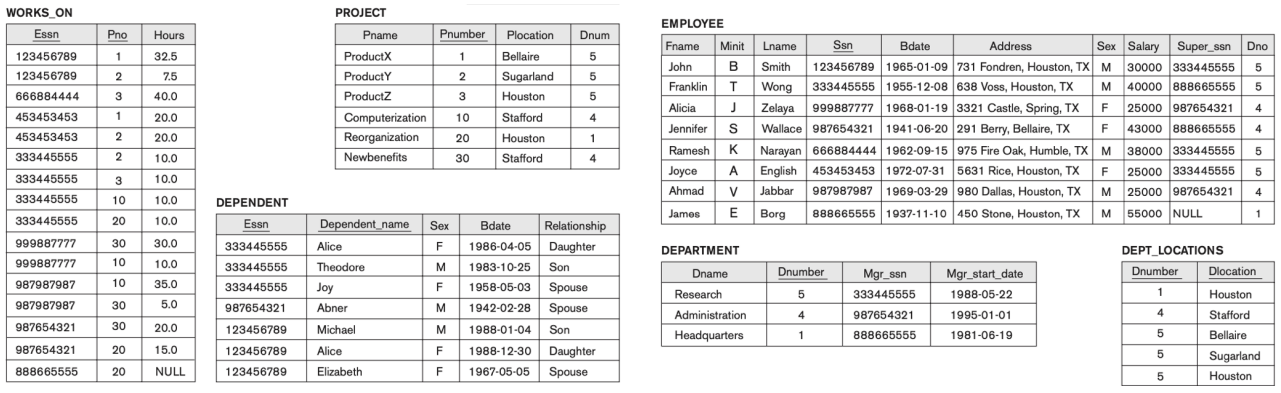 WORKS_ON
Essn Pno Hours
123456789 1 32.5
123456789 2 7.5
666884444 3 40.0
453453453 1 20.0
453453453 2 20.0
333445555 2 10.0
333445555 3 10.0
333445555 10 10.0
333445555 20 10.0
999887777 30 30.0
999887777 10 10.0
987987987 10 35.0
987987987 30 5.0
987654321 30 20.0
987654321 20 15.0
888665555 20 NULL
PROJECT
Pname Pnumber Plocation Dnum
ProductX 1 Bellaire 5
ProductY 2 Sugarland 5
ProductZ 3 Houston 5
Computerization 10 Stafford 4
Reorganization 20 Houston 1
Newbenefits 30 Stafford 4
DEPENDENT
Essn Dependent_name Sex Bdate Relationship
333445555 Alice F 1986-04-05 Daughter
333445555 Theodore M 1983-10-25 Son
333445555 Joy F 1958-05-03 Spouse
987654321 Abner M 1942-02-28 Spouse
123456789 Michael M 1988-01-04 Son
123456789 Alice F 1988-12-30 Daughter
123456789 Elizabeth F 1967-05-05 Spouse
EMPLOYEE
Fname Minit Lname Ssn Bdate Address Sex Salary Super_ssn Dno
John B Smith 123456789 1965-01-09 731 Fondren, Houston, TX M 30000 333445555 5
Franklin T Wong 333445555 1955-12-08 638 Voss, Houston, TX M 40000 888665555 5
Alicia J Zelaya 999887777 1968-01-19 3321 Castle, Spring, TX F 25000 987654321 4
Jennifer S Wallace 987654321 1941-06-20 291 Berry, Bellaire, TX F 43000 888665555 4
Ramesh K Narayan 666884444 1962-09-15 975 Fire Oak, Humble, TX M 38000 333445555 5
Joyce A English 453453453 1972-07-31 5631 Rice, Houston, TX F 25000 333445555 5
Ahmad V Jabbar 987987987 1969-03-29 980 Dallas, Houston, TX M 25000 987654321 4
James E Borg 888665555 1937-11-10 450 Stone, Houston, TX M 55000 NULL 1
DEPARTMENT
Dname Dnumber Mgr_ssn Mgr_start_date
Research 5 333445555 1988-05-22
Administration 4 987654321 1995-01-01
Headquarters 1 888665555 1981-06-19
DEPT_LOCATIONS
Dnumber Dlocation
1 Houston
4 Stafford
5 Bellaire
5 Sugarland
5 Houston